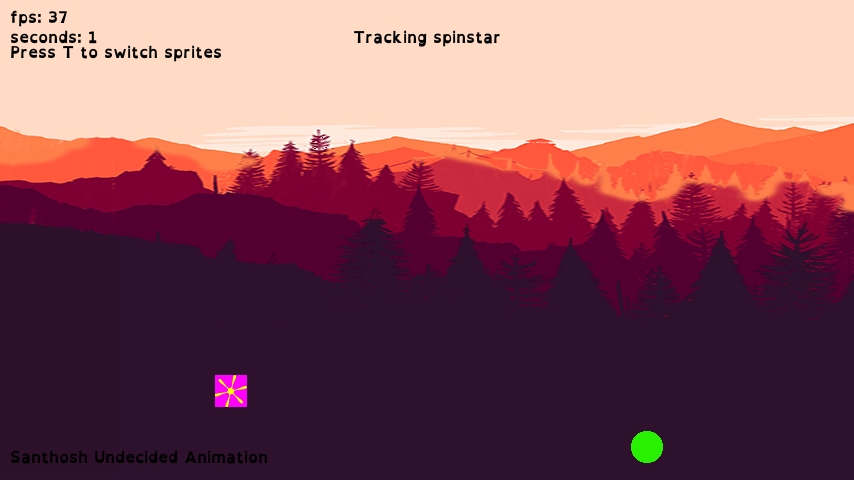 fps: 37
seconds: 1
Press T to switch sprites
Tracking spinstar
Santhosh Undecided Animation